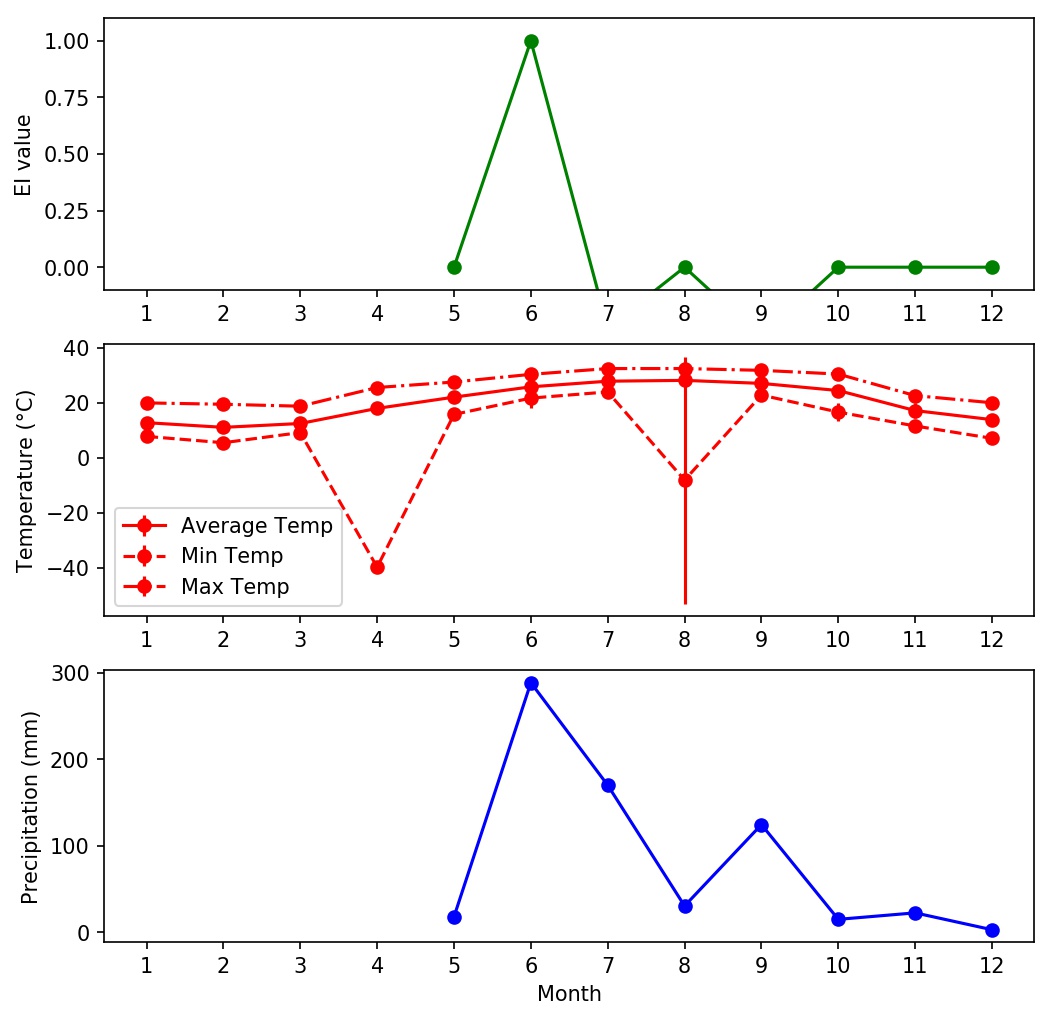 EI value
1.00
0.75
0.50
0.25
0.00
1 2 3 4 5 6 7 8 9 10 11 12
Temperature (°C)
40
20
0
−20
−40
Average Temp
Min Temp
Max Temp
1 2 3 4 5 6 7 8 9 10 11 12
Precipitation (mm)
300
200
100
0
1 2 3 4 5 6 7 8 9 10 11 12
Month